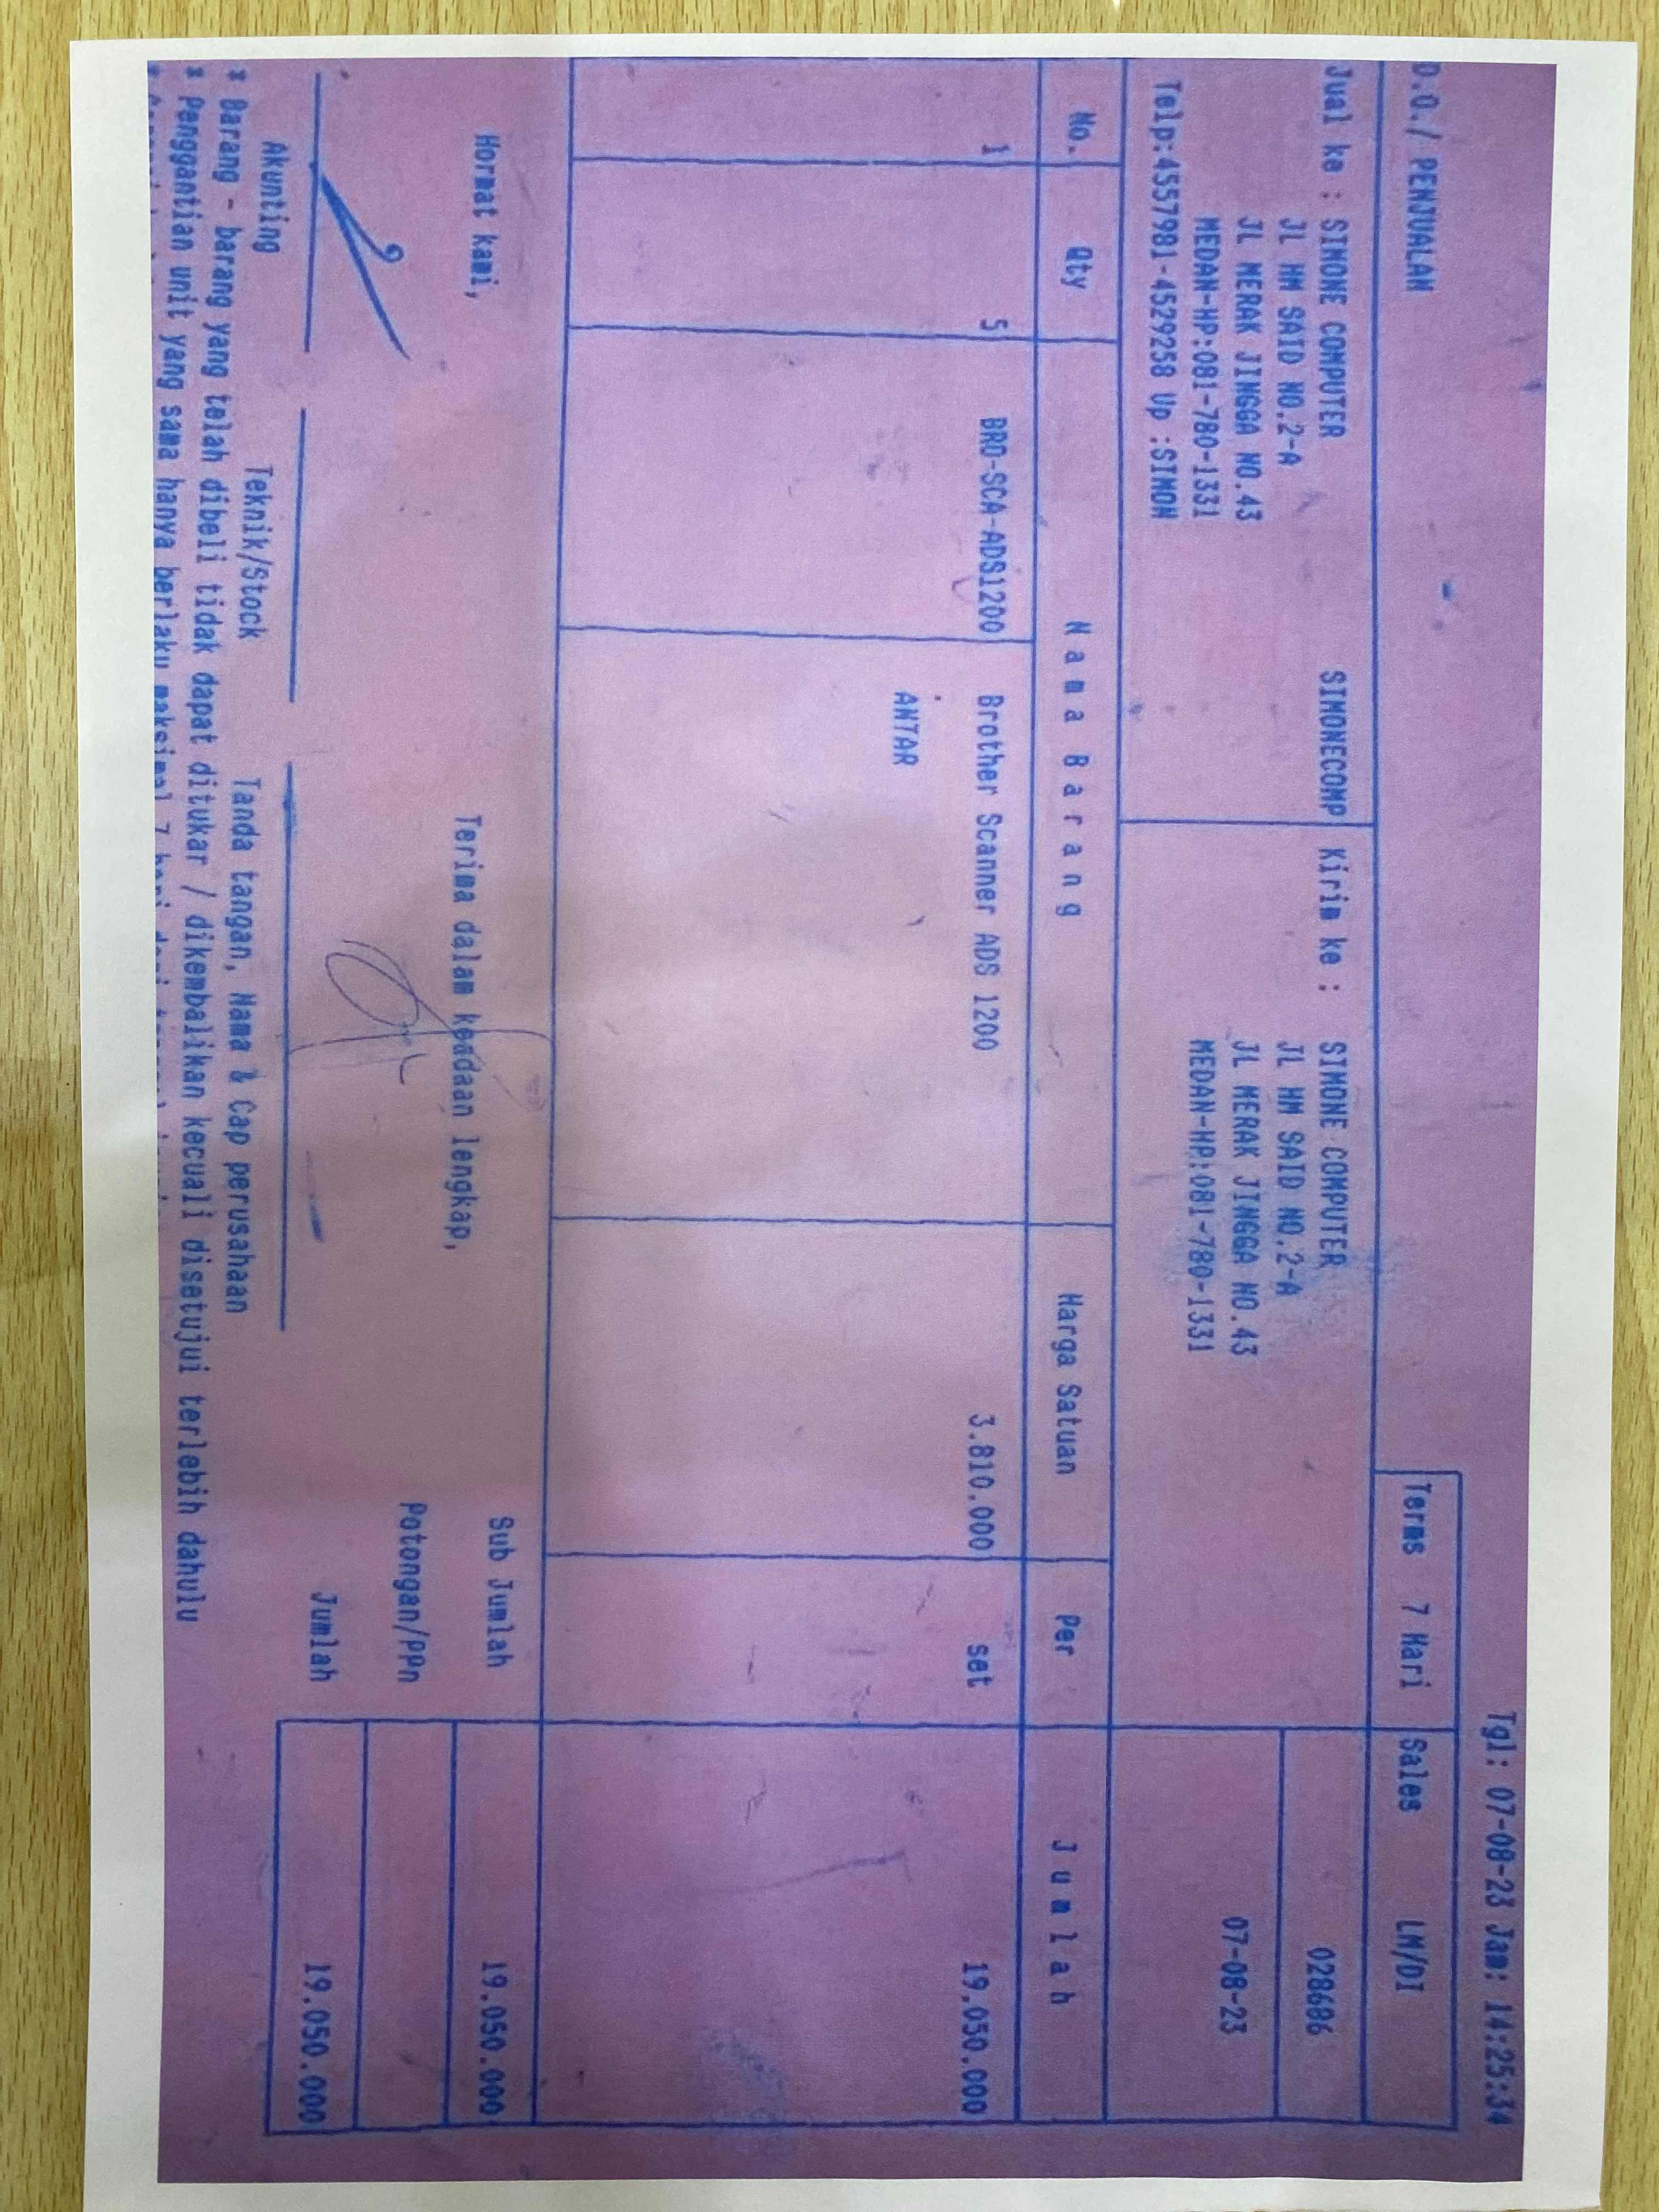 Tgl: 07-08-23 Jam: 14:25:34
D.O./ PENJUALAN
Terms 7 Hari Sales LM/DI
Jual ke : SIMONE COMPUTER SIMONECOMP Kirim ke : SIMONE COMPUTER 028686
JL HM SAID NO.2-A JL HM SAID NO.2-A
JL MERAK JINGGA NO.43 JL MERAK JINGGA NO.43 07-08-23
MEDAN-HP:081-780-1331 MEDAN-HP:081-780-1331
Telp:4557981-4529258 Up :SIMON
No. Qty Nama Barang Harga Satuan Per Jumlah
1 5 BRO-SCA-ADS1200 Brother Scanner ADS 1200 3.810.000 set 19.050.000
ANTAR
Hormat kami, Terima dalam keadaan lengkap, Sub Jumlah 19.050.000
Potongan/PPn
Jumlah 19.050.000
Akunting Teknik/Stock Tanda tangan, Nama & Cap perusahaan
* Barang - barang yang telah dibeli tidak dapat ditukar / dikembalikan kecuali disetujui terlebih dahulu
* Penggantian unit yang sama hanya berlaku maksimal 7 hari dari